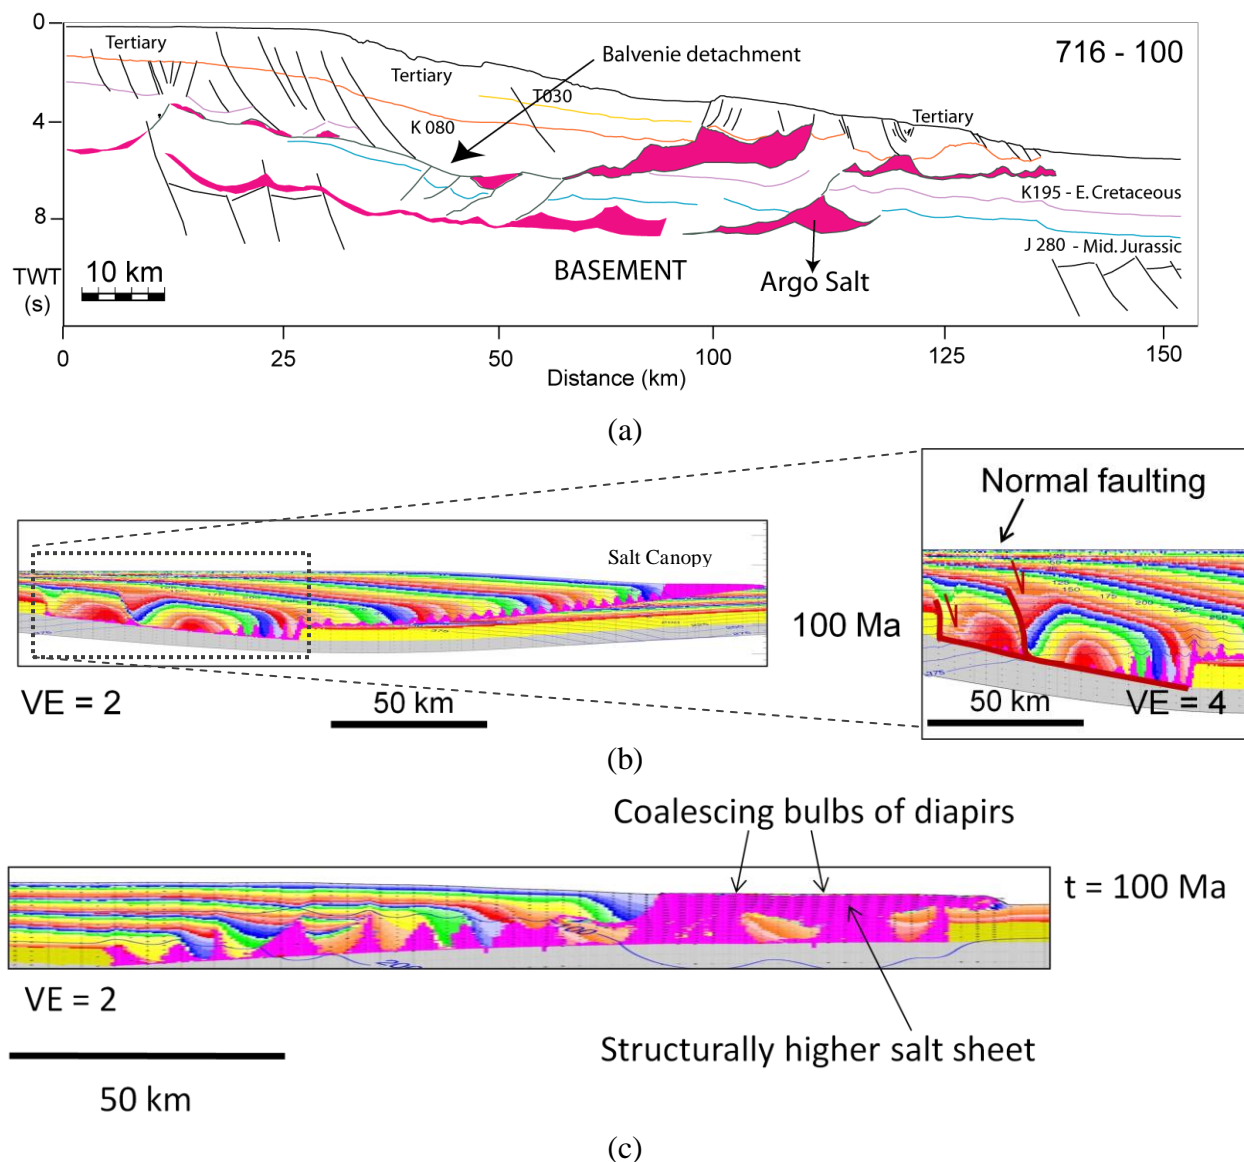 0
4
8
TWT
(s)
Tertiary
Balvenie detachment
716 - 100
Tertiary
T030
K 080
Tertiary
K195 - E. Cretaceous
J 280 - Mid. Jurassic
10 km
BASEMENT
Argo Salt
0 25 50 100 125 150
Distance (km)
(a)
Normal faulting
Salt Canopy
100 Ma
VE = 2
50 km
50 km
VE = 4
(b)
Coalescing bulbs of diapirs
t = 100 Ma
VE = 2
Structurally higher salt sheet
50 km
(c)